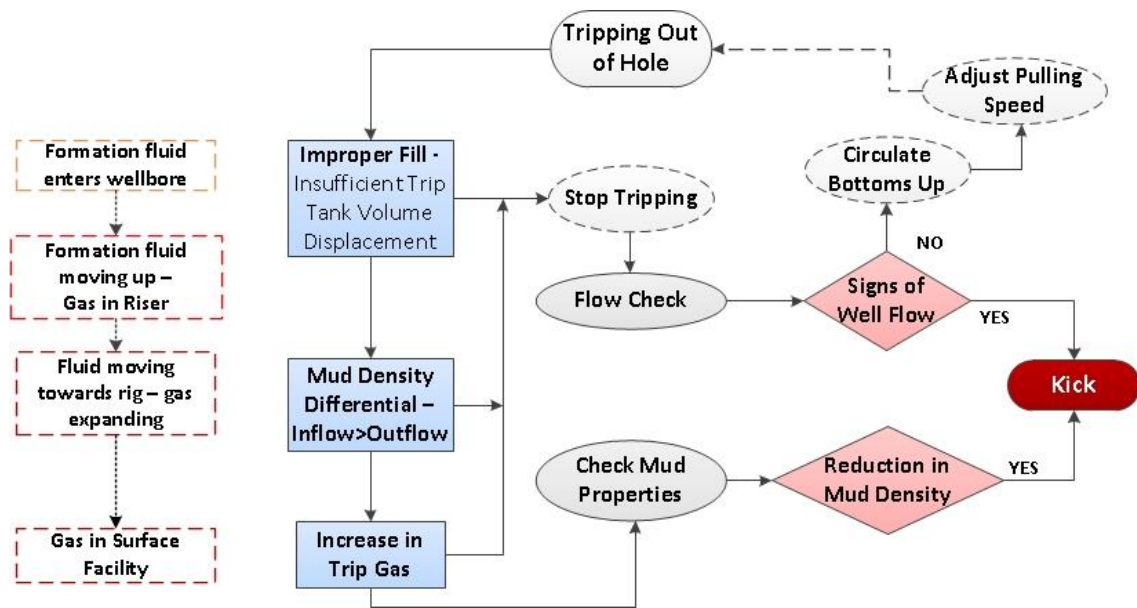 Tripping Out
of Hole
Adjust Pulling
Speed
Formation fluid
enters wellbore
Improper Fill -
Insufficient Trip
Tank Volume
Displacement
Circulate
Bottoms Up
Stop Tripping
Formation fluid
moving up –
Gas in Riser
NO
Flow Check
Signs of
Well Flow
YES
Fluid moving
towards rig – gas
expanding
Mud Density
Differential –
Inflow>Outflow
Kick
Check Mud
Properties
Reduction in
Mud Density
YES
Gas in Surface
Facility
Increase in
Trip Gas